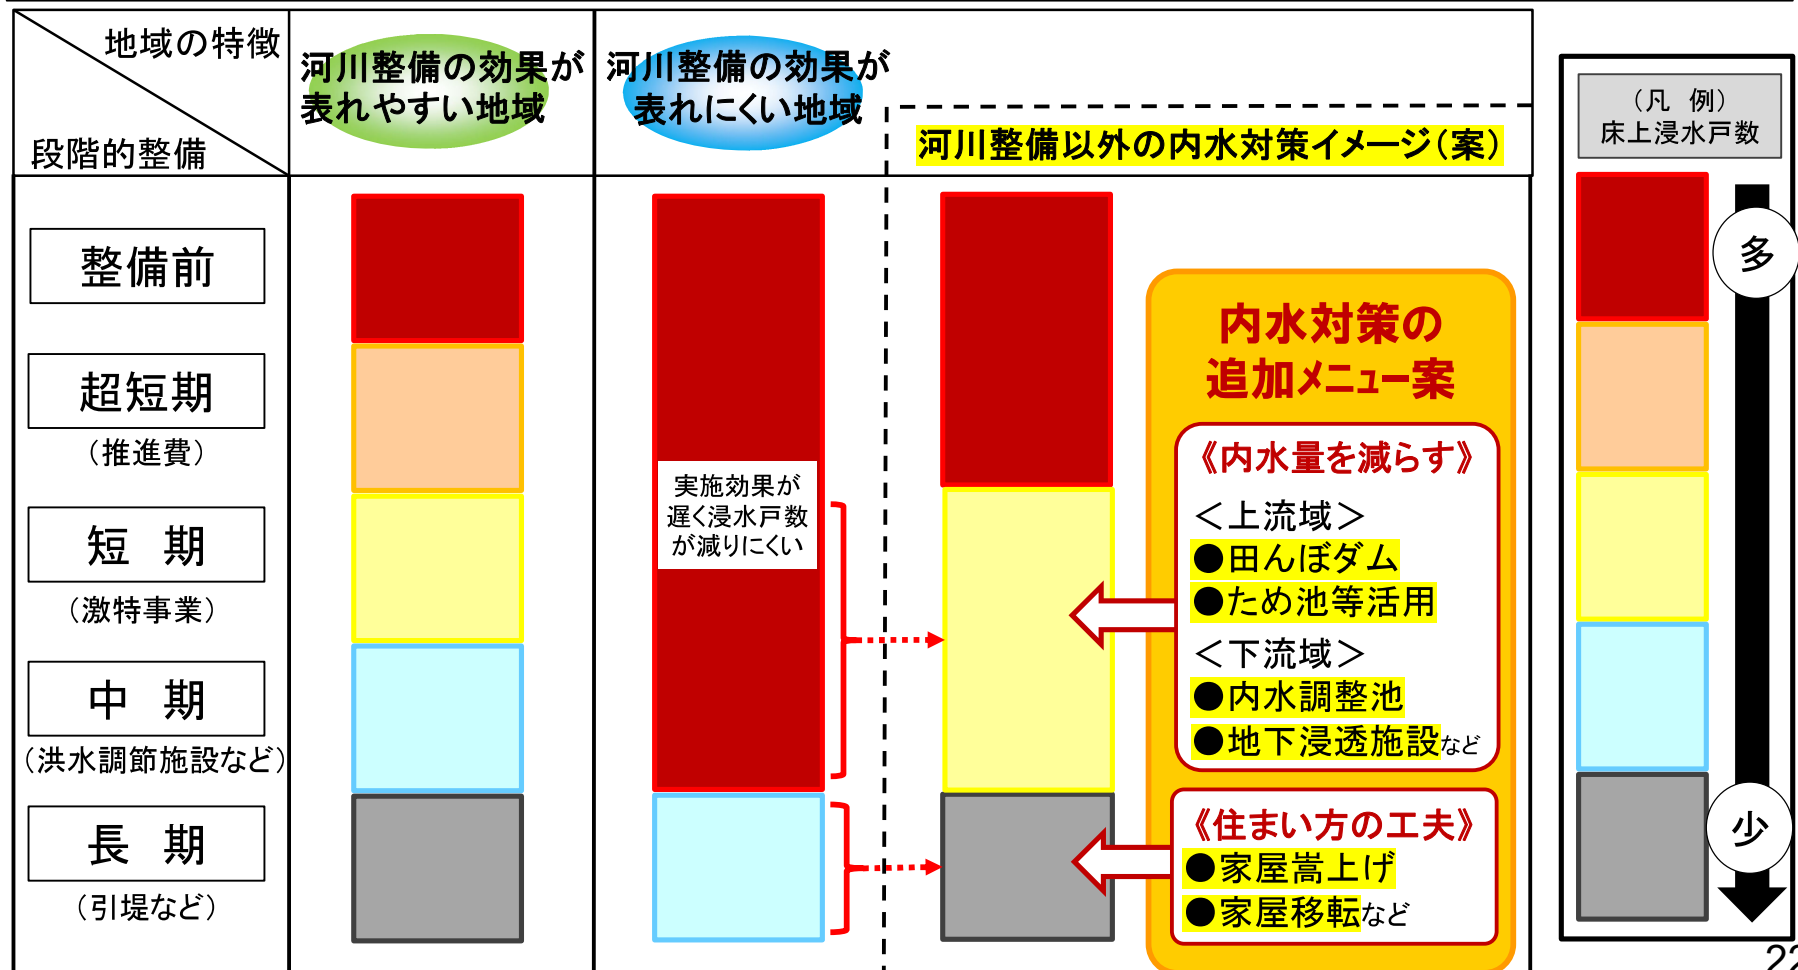 地域の特徴
段階的整備
河川整備の効果が
表れやすい地域
河川整備の効果が
表れにくい地域
河川整備以外の内水対策イメージ(案)
整備前
超短期
(推進費)
短 期
(激特事業)
中 期
(洪水調節施設など)
長 期
(引堤など)
実施効果が
遅く浸水戸数
が減りにくい
内水対策の
追加メニュー案
《内水量を減らす》
<上流域>
●田んぼダム
●ため池等活用
<下流域>
●内水調整池
●地下浸透施設など
《住まい方の工夫》
●家屋嵩上げ
●家屋移転など
(凡 例)
床上浸水戸数
多
少
22